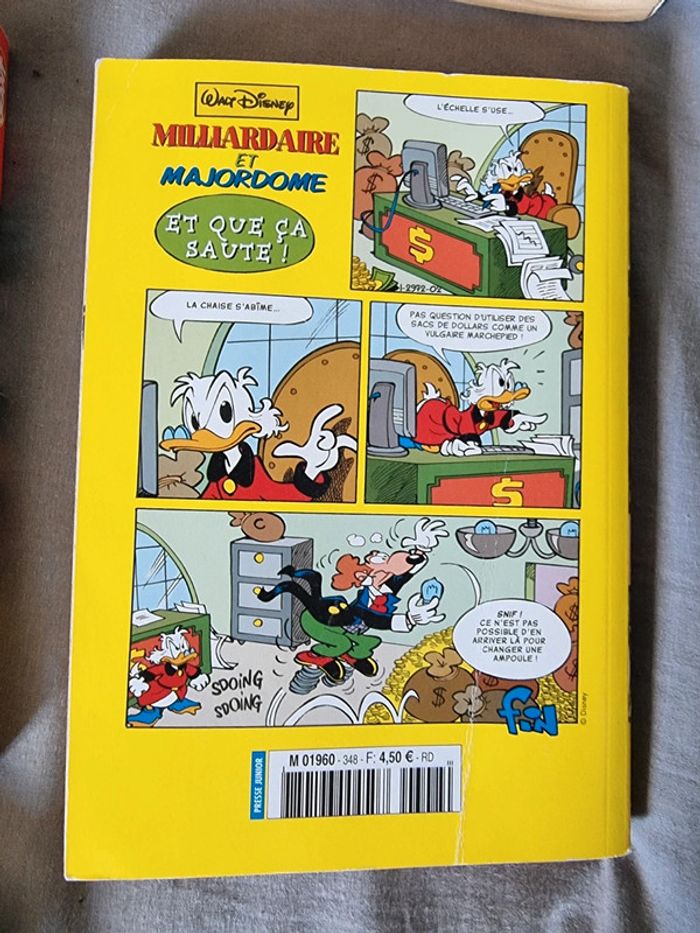 WALT DISNEY
MILLIARDAIRE
ET
MAJORDOME
ET QUE ÇA
SAUTE !
L'ÉCHELLE S'USE...
$
I-2972-02
LA CHAISE S'ABÎME...
PAS QUESTION D'UTILISER DES
SACS DE DOLLARS COMME UN
VULGAIRE MARCHEPIED !
$
SDOING
SDOING
SNIF !
CE N'EST PAS
POSSIBLE D'EN
ARRIVER LÀ POUR
CHANGER UNE
AMPOULE !
fin
© Disney
PRESSE JUNIOR
M 01960 - 348 - F: 4,50 € - RD